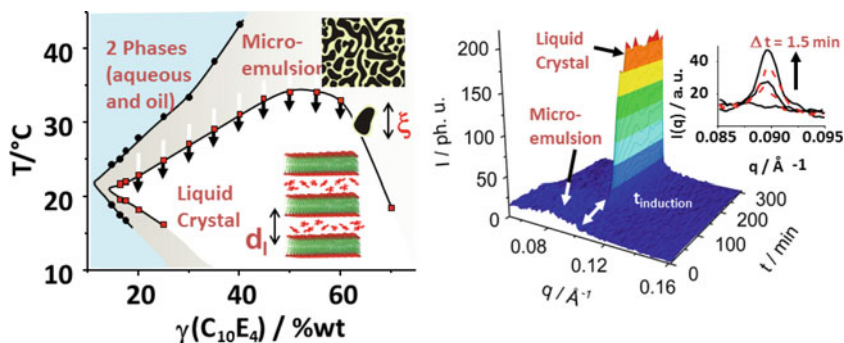 2 Phases
(aqueous
and oil)
Micro-
emulsion
ξ
Liquid
Crystal
d_l
T/°C
40
30
20
10
20 30 40 50 60
γ(C₁₀E₄) / %wt
Liquid
Crystal
Micro-
emulsion
t_induction
I / ph. u.
200
150
100
50
0
0.08
0.12
0.16
q / Å⁻¹
0
100
200
300
t / min
Δ t = 1.5 min
I(q) / a. u.
40
20
0.085 0.090 0.095
q / Å -1